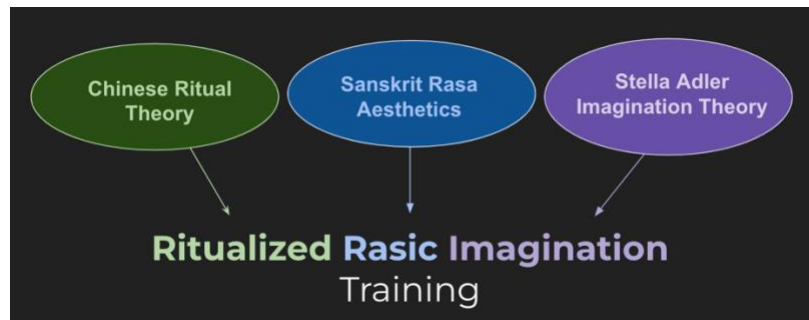 Chinese Ritual
Theory
Sanskrit Rasa
Aesthetics
Stella Adler
Imagination Theory
Ritualized Rasic Imagination
Training